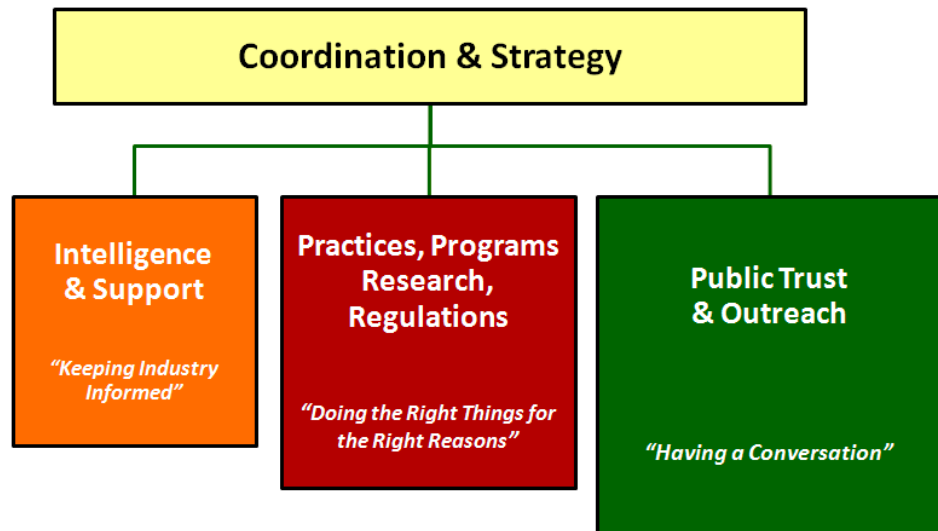 Coordination & Strategy
Intelligence
& Support
“Keeping Industry
Informed”
Practices, Programs
Research,
Regulations
“Doing the Right Things for
the Right Reasons”
Public Trust
& Outreach
“Having a Conversation”